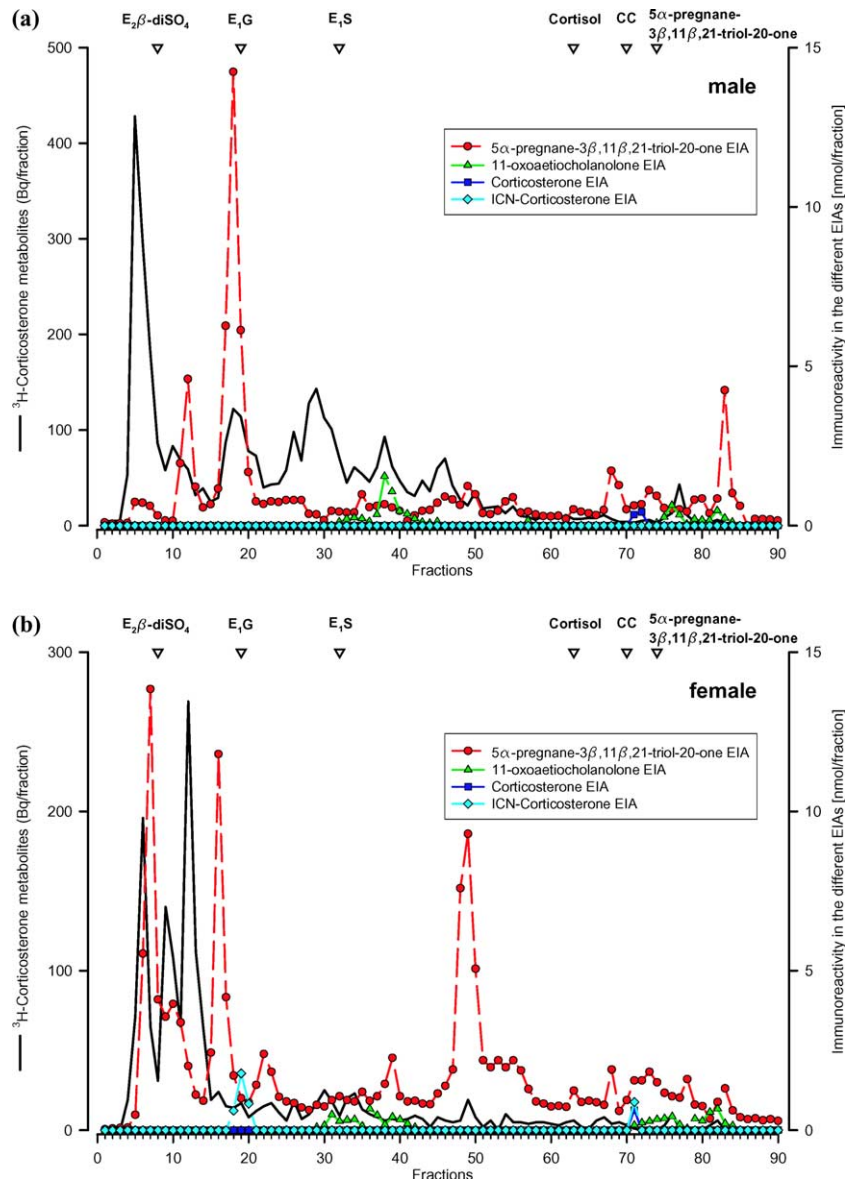 (a)
E₂β-diSO₄ E₁G E₁S Cortisol CC 5α-pregnane-
3β,11β,21-triol-20-one
male
5α-pregnane-3β,11β,21-triol-20-one EIA
11-oxoaetiocholanolone EIA
Corticosterone EIA
ICN-Corticosterone EIA
³H-Corticosterone metabolites (Bq/fraction)
500
400
300
200
100
0
Immunoreactivity in the different EIAs [nmol/fraction]
15
10
5
0
0 10 20 30 40 50 60 70 80 90
Fractions
(b)
E₂β-diSO₄ E₁G E₁S Cortisol CC 5α-pregnane-
3β,11β,21-triol-20-one
female
5α-pregnane-3β,11β,21-triol-20-one EIA
11-oxoaetiocholanolone EIA
Corticosterone EIA
ICN-Corticosterone EIA
³H-Corticosterone metabolites (Bq/fraction)
300
200
100
0
Immunoreactivity in the different EIAs [nmol/fraction]
15
10
5
0
0 10 20 30 40 50 60 70 80 90
Fractions